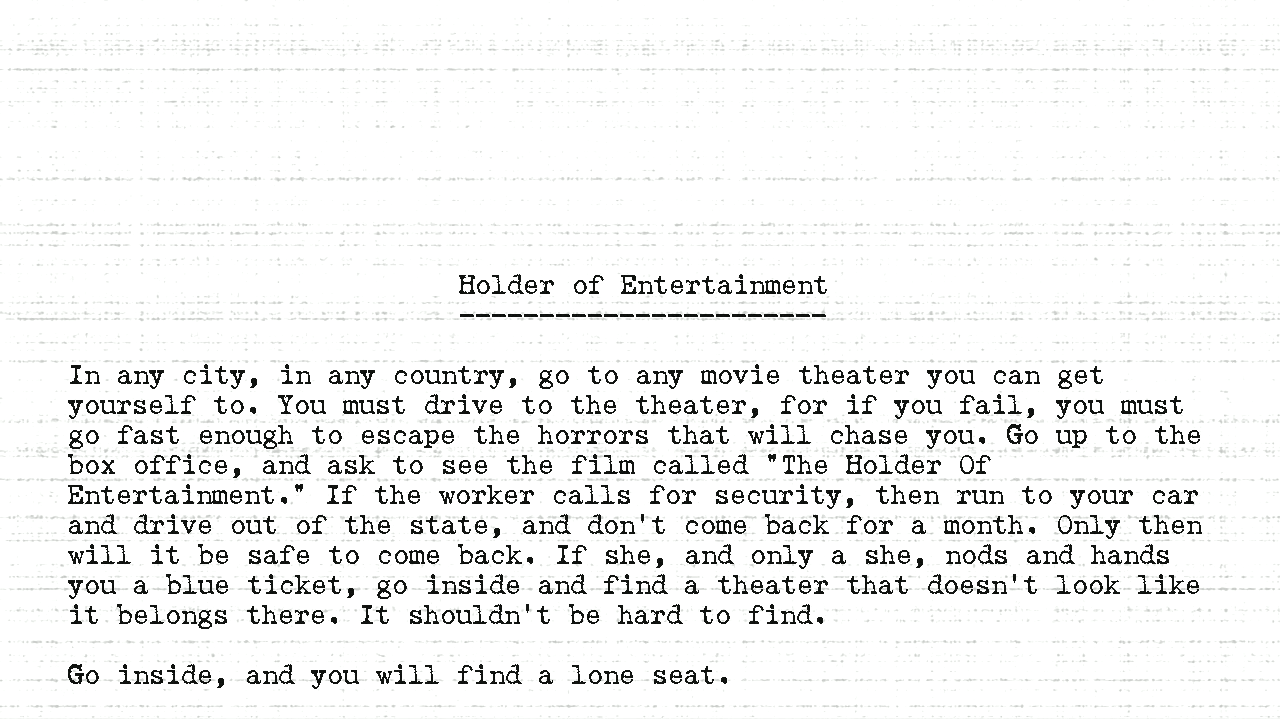 Holder of Entertainment
-----------------------
In any city, in any country, go to any movie theater you can get
yourself to. You must drive to the theater, for if you fail, you must
go fast enough to escape the horrors that will chase you. Go up to the
box office, and ask to see the film called "The Holder Of
Entertainment." If the worker calls for security, then run to your car
and drive out of the state, and don't come back for a month. Only then
will it be safe to come back. If she, and only a she, nods and hands
you a blue ticket, go inside and find a theater that doesn't look like
it belongs there. It shouldn't be hard to find.
Go inside, and you will find a lone seat.